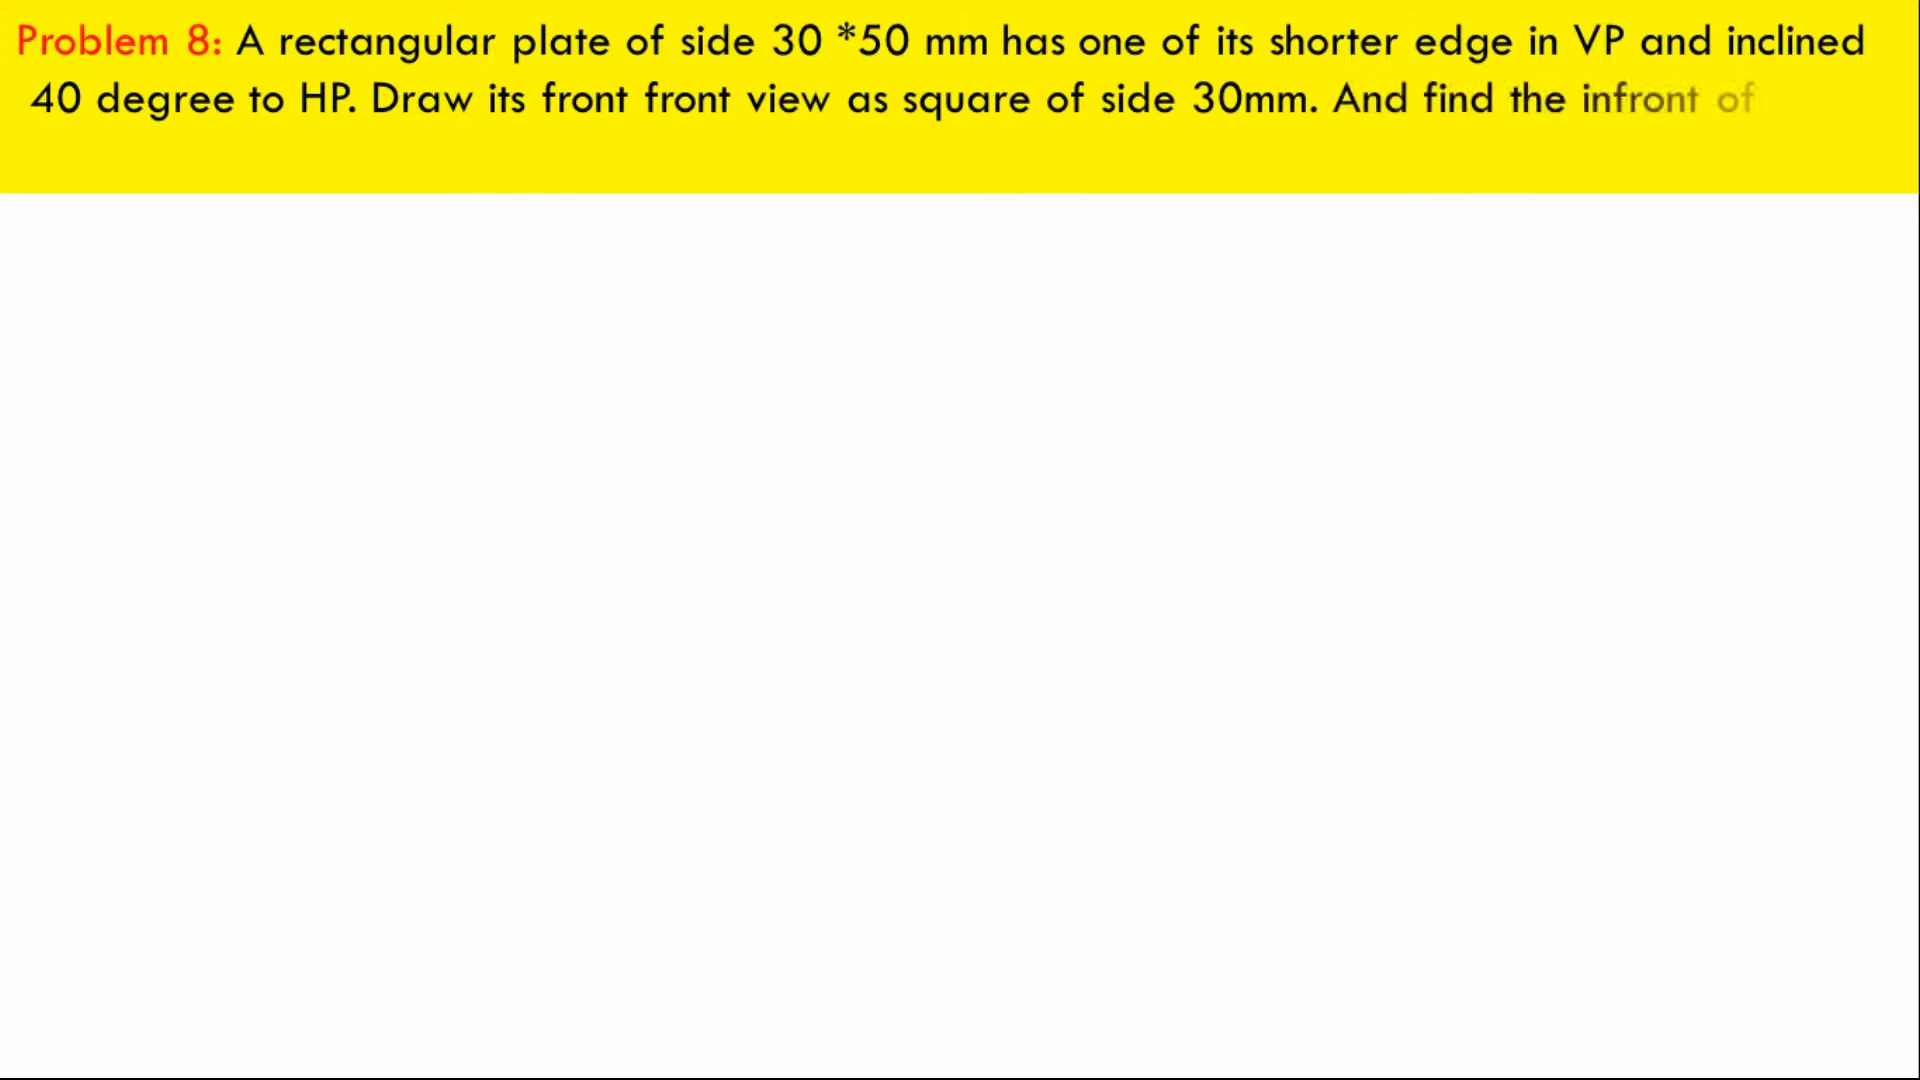 Problem 8: A rectangular plate of side 30 *50 mm has one of its shorter edge in VP and inclined
40 degree to HP. Draw its front front view as square of side 30mm. And find the infront of